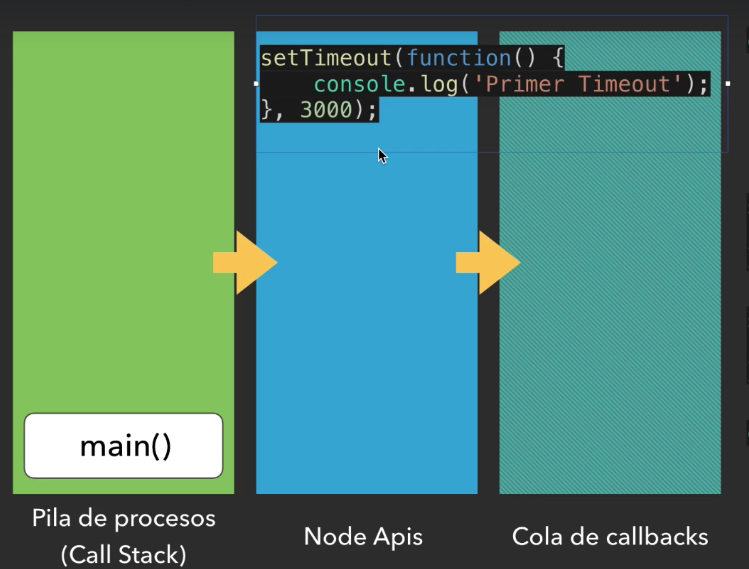 setTimeout(function() {
    console.log('Primer Timeout');
}, 3000);
main()
Pila de procesos
(Call Stack)
Node Apis
Cola de callbacks